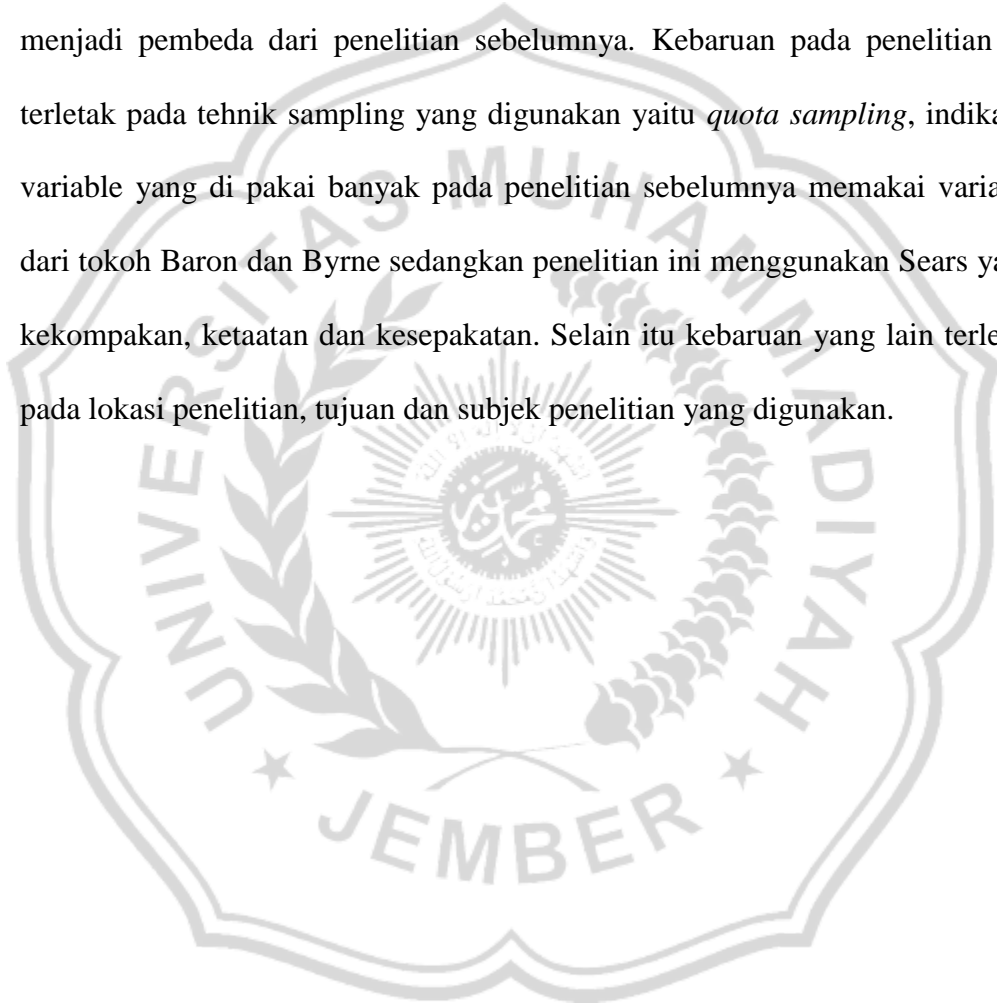 menjadi pembeda dari penelitian sebelumnya. Kebaruan pada penelitian
terletak pada tehnik sampling yang digunakan yaitu quota sampling, indika
variable yang di pakai banyak pada penelitian sebelumnya memakai varia
dari tokoh Baron dan Byrne sedangkan penelitian ini menggunakan Sears ya
kekompakan, ketaatan dan kesepakatan. Selain itu kebaruan yang lain terle
pada lokasi penelitian, tujuan dan subjek penelitian yang digunakan.
UNIVERSITAS MUHAMMADIYAH
JEMBER